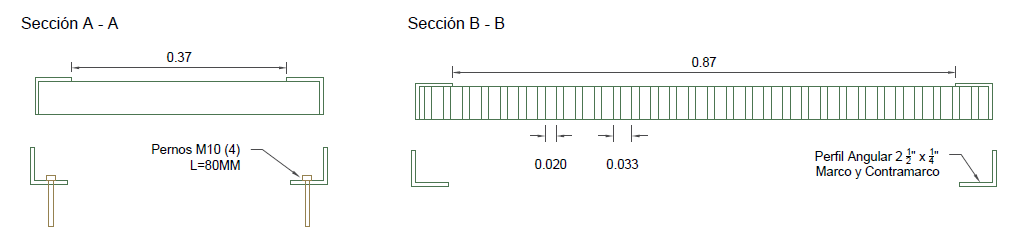 Sección A - A
0.37
Pernos M10 (4)
L=80MM
Sección B - B
0.87
0.020
0.033
Perfil Angular 2 1/2" x 1/4"
Marco y Contramarco